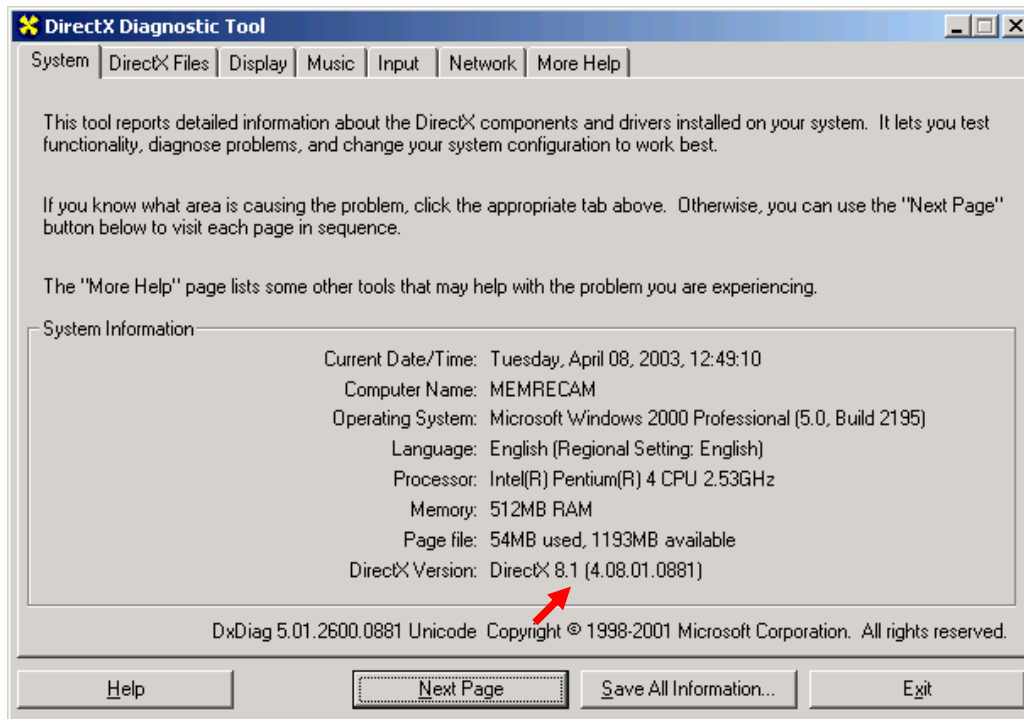 DirectX Diagnostic Tool
System DirectX Files Display Music Input Network More Help
This tool reports detailed information about the DirectX components and drivers installed on your system.  It lets you test
functionality, diagnose problems, and change your system configuration to work best.
If you know what area is causing the problem, click the appropriate tab above.  Otherwise, you can use the "Next Page"
button below to visit each page in sequence.
The "More Help" page lists some other tools that may help with the problem you are experiencing.
System Information
Current Date/Time: Tuesday, April 08, 2003, 12:49:10
Computer Name: MEMRECAM
Operating System: Microsoft Windows 2000 Professional (5.0, Build 2195)
Language: English (Regional Setting: English)
Processor: Intel(R) Pentium(R) 4 CPU 2.53GHz
Memory: 512MB RAM
Page file: 54MB used, 1193MB available
DirectX Version: DirectX 8.1 (4.08.01.0881)
DxDiag 5.01.2600.0881 Unicode  Copyright © 1998-2001 Microsoft Corporation.  All rights reserved.
Help Next Page Save All Information... Exit